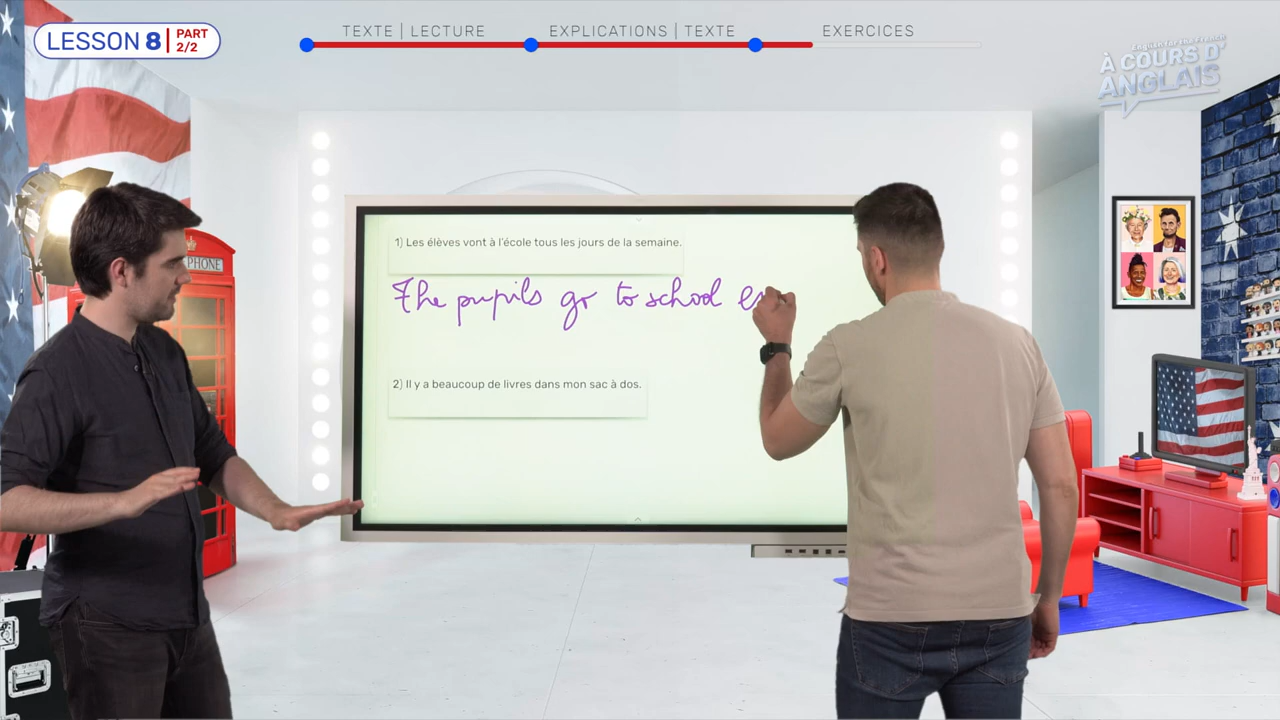 LESSON 8 PART 2/2
TEXTE | LECTURE
EXPLICATIONS | TEXTE
EXERCICES
À COURS D'
ANGLAIS
PHONE
1) Les élèves vont à l'école tous les jours de la semaine.
The pupils go to school
2) Il y a beaucoup de livres dans mon sac à dos.